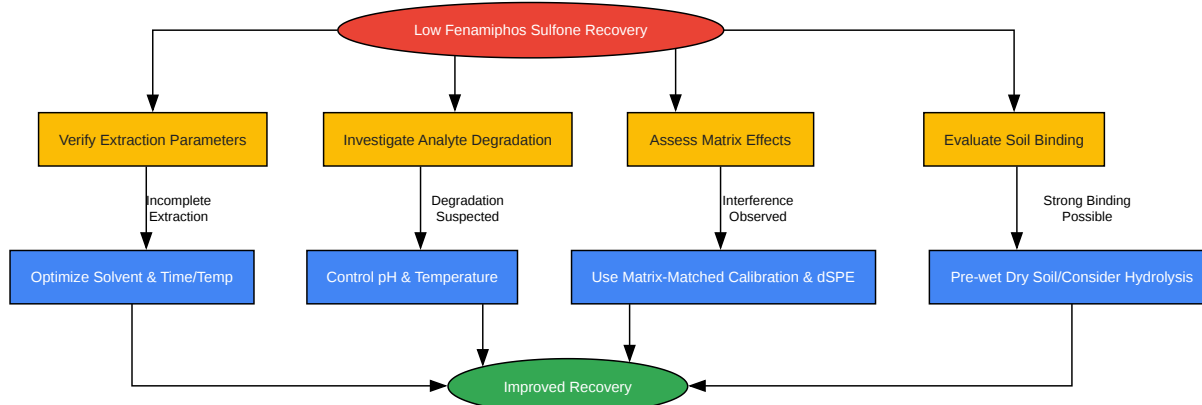 Low Fenamiphos Sulfone Recovery
Verify Extraction Parameters
Investigate Analyte Degradation
Assess Matrix Effects
Evaluate Soil Binding
Incomplete
Extraction
Degradation
Suspected
Interference
Observed
Strong Binding
Possible
Optimize Solvent & Time/Temp
Control pH & Temperature
Use Matrix-Matched Calibration & dSPE
Pre-wet Dry Soil/Consider Hydrolysis
Improved Recovery